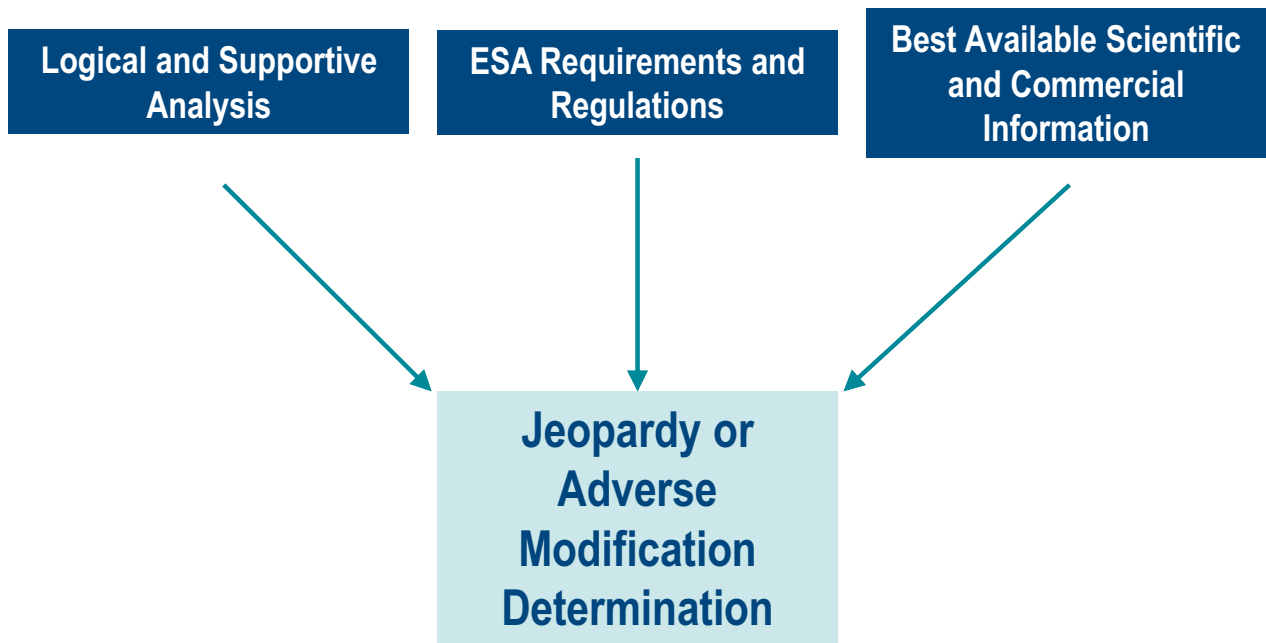 Logical and Supportive
Analysis
ESA Requirements and
Regulations
Best Available Scientific
and Commercial
Information
Jeopardy or
Adverse
Modification
Determination